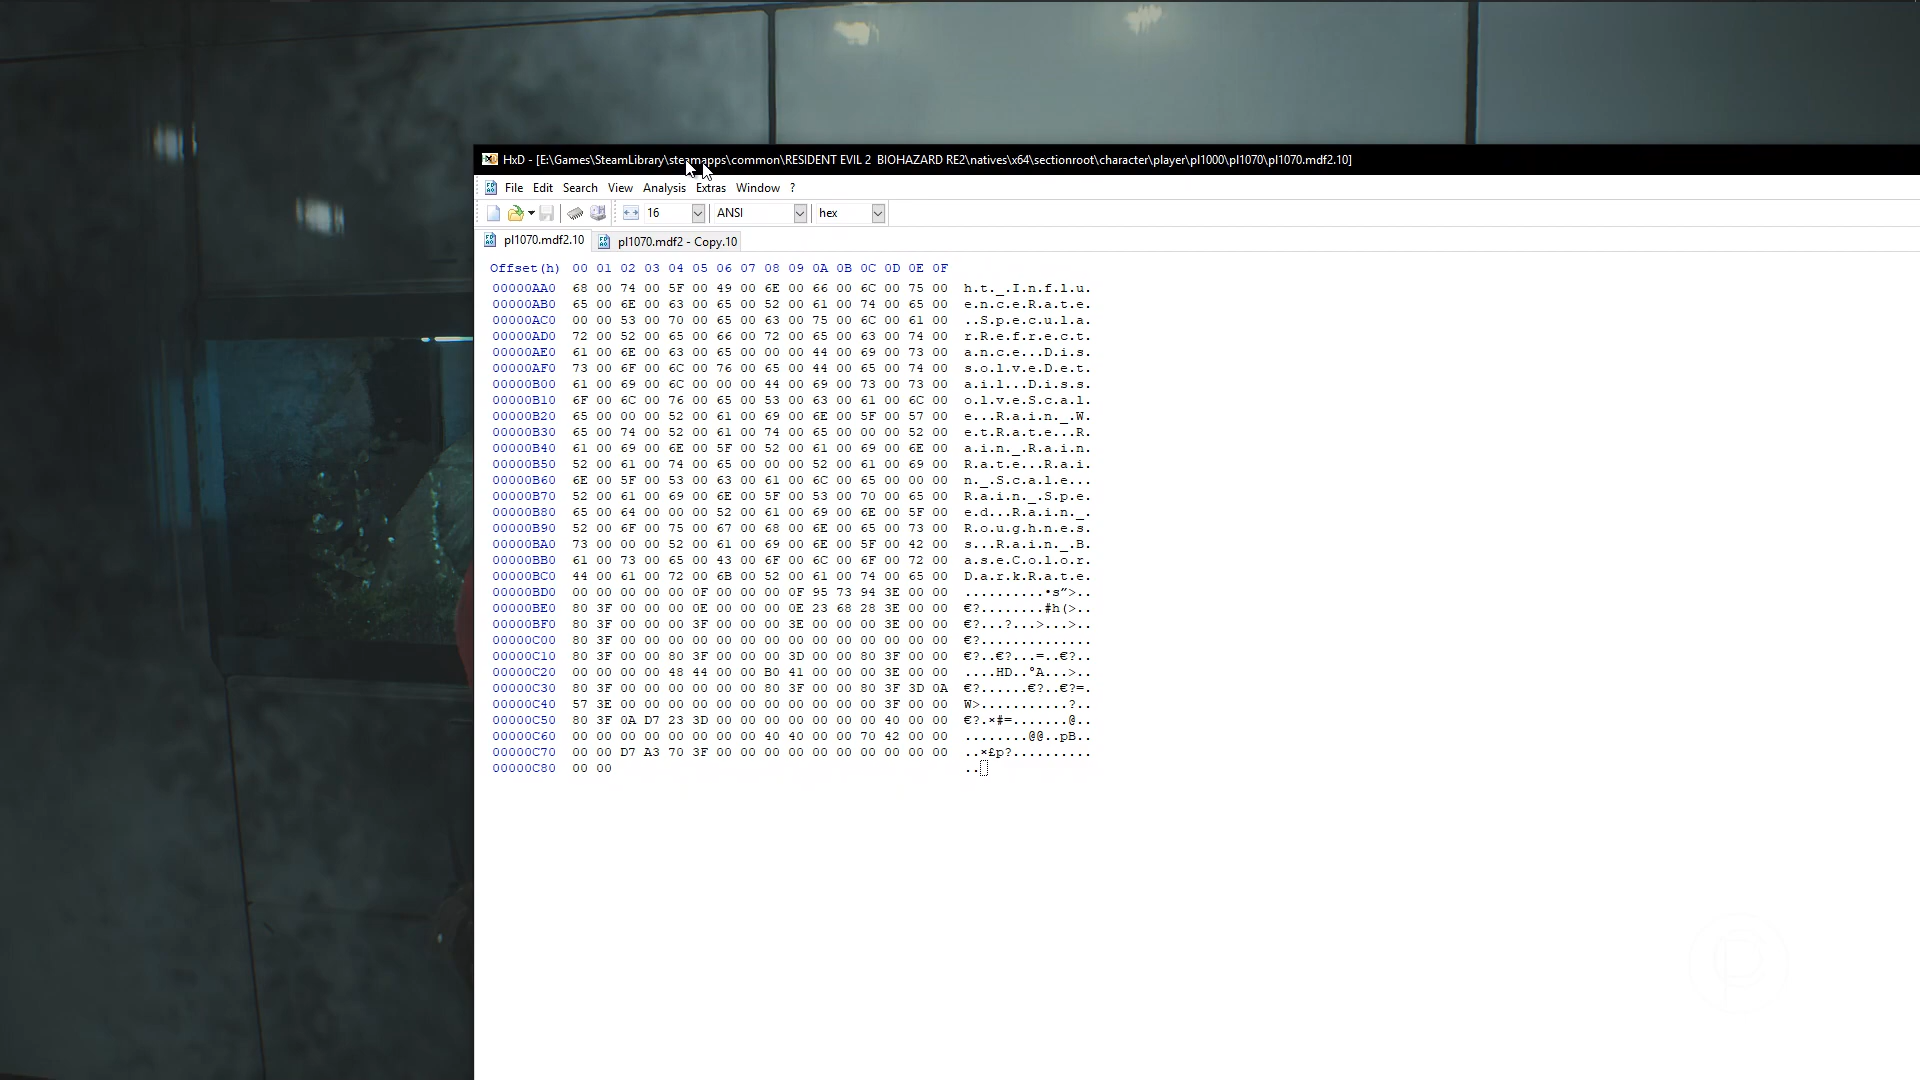 HxD - [E:\Games\SteamLibrary\steamapps\common\RESIDENT EVIL 2  BIOHAZARD RE2\natives\x64\sectionroot\character\player\pl1000\pl1070\pl1070.mdf2.10]
File Edit Search View Analysis Extras Window ?
16 ANSI hex
pl1070.mdf2.10 pl1070.mdf2 - Copy.10
Offset(h) 00 01 02 03 04 05 06 07 08 09 0A 0B 0C 0D 0E 0F
00000AA0 68 00 74 00 5F 00 49 00 6E 00 66 00 6C 00 75 00 h.t._.I.n.f.l.u.
00000AB0 65 00 6E 00 63 00 65 00 52 00 61 00 74 00 65 00 e.n.c.e.R.a.t.e.
00000AC0 00 00 53 00 70 00 65 00 63 00 75 00 6C 00 61 00 ..S.p.e.c.u.l.a.
00000AD0 72 00 52 00 65 00 66 00 72 00 65 00 63 00 74 00 r.R.e.f.r.e.c.t.
00000AE0 61 00 6E 00 63 00 65 00 00 00 44 00 69 00 73 00 a.n.c.e...D.i.s.
00000AF0 73 00 6F 00 6C 00 76 00 65 00 44 00 65 00 74 00 s.o.l.v.e.D.e.t.
00000B00 61 00 69 00 6C 00 00 00 44 00 69 00 73 00 73 00 a.i.l...D.i.s.s.
00000B10 6F 00 6C 00 76 00 65 00 53 00 63 00 61 00 6C 00 o.l.v.e.S.c.a.l.
00000B20 65 00 00 00 52 00 61 00 69 00 6E 00 5F 00 57 00 e...R.a.i.n._.W.
00000B30 65 00 74 00 52 00 61 00 74 00 65 00 00 00 52 00 e.t.R.a.t.e...R.
00000B40 61 00 69 00 6E 00 5F 00 52 00 61 00 69 00 6E 00 a.i.n._.R.a.i.n.
00000B50 52 00 61 00 74 00 65 00 00 00 52 00 61 00 69 00 R.a.t.e...R.a.i.
00000B60 6E 00 5F 00 53 00 63 00 61 00 6C 00 65 00 00 00 n._.S.c.a.l.e...
00000B70 52 00 61 00 69 00 6E 00 5F 00 53 00 70 00 65 00 R.a.i.n._.S.p.e.
00000B80 65 00 64 00 00 00 52 00 61 00 69 00 6E 00 5F 00 e.d...R.a.i.n._.
00000B90 52 00 6F 00 75 00 67 00 68 00 6E 00 65 00 73 00 R.o.u.g.h.n.e.s.
00000BA0 73 00 00 00 52 00 61 00 69 00 6E 00 5F 00 42 00 s...R.a.i.n._.B.
00000BB0 61 00 73 00 65 00 43 00 6F 00 6C 00 6F 00 72 00 a.s.e.C.o.l.o.r.
00000BC0 44 00 61 00 72 00 6B 00 52 00 61 00 74 00 65 00 D.a.r.k.R.a.t.e.
00000BD0 00 00 00 00 00 0F 00 00 00 0F 95 73 94 3E 00 00 ..........•s”>..
00000BE0 80 3F 00 00 00 0E 00 00 00 0E 23 68 28 3E 00 00 €?........#h(>..
00000BF0 80 3F 00 00 00 3F 00 00 00 3E 00 00 00 3E 00 00 €?...?...>...>..
00000C00 80 3F 00 00 00 00 00 00 00 00 00 00 00 00 00 00 €?..............
00000C10 80 3F 00 00 80 3F 00 00 00 3D 00 00 80 3F 00 00 €?..€?...=..€?..
00000C20 00 00 00 00 48 44 00 00 B0 41 00 00 00 3E 00 00 ....HD..°A...>..
00000C30 80 3F 00 00 00 00 00 00 80 3F 00 00 80 3F 3D 0A €?......€?..€?=.
00000C40 57 3E 00 00 00 00 00 00 00 00 00 00 00 3F 00 00 W>...........?..
00000C50 80 3F 0A D7 23 3D 00 00 00 00 00 00 00 40 00 00 €?.×#=.......@..
00000C60 00 00 00 00 00 00 00 00 40 40 00 00 70 42 00 00 ........@@..pB..
00000C70 00 00 D7 A3 70 3F 00 00 00 00 00 00 00 00 00 00 ..×£p?..........
00000C80 00 00 ..